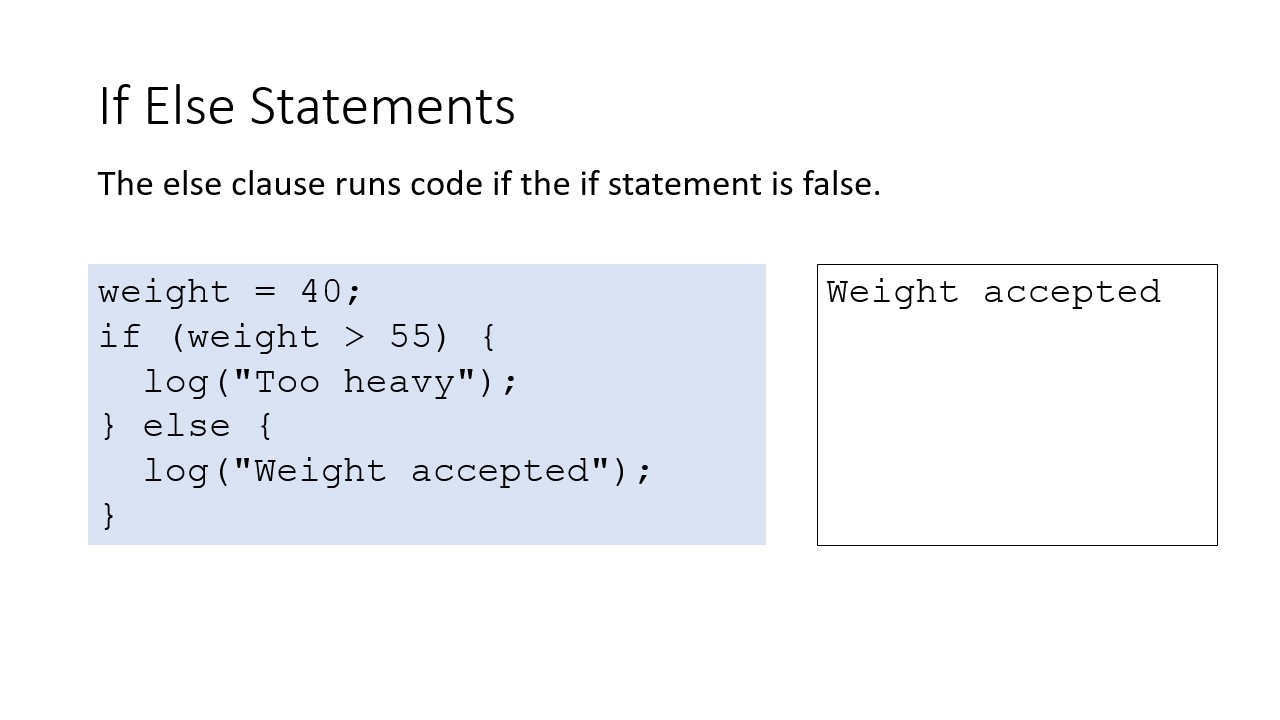 If Else Statements
The else clause runs code if the if statement is false.
weight = 40;
if (weight > 55) {
  log("Too heavy");
} else {
  log("Weight accepted");
}
Weight accepted